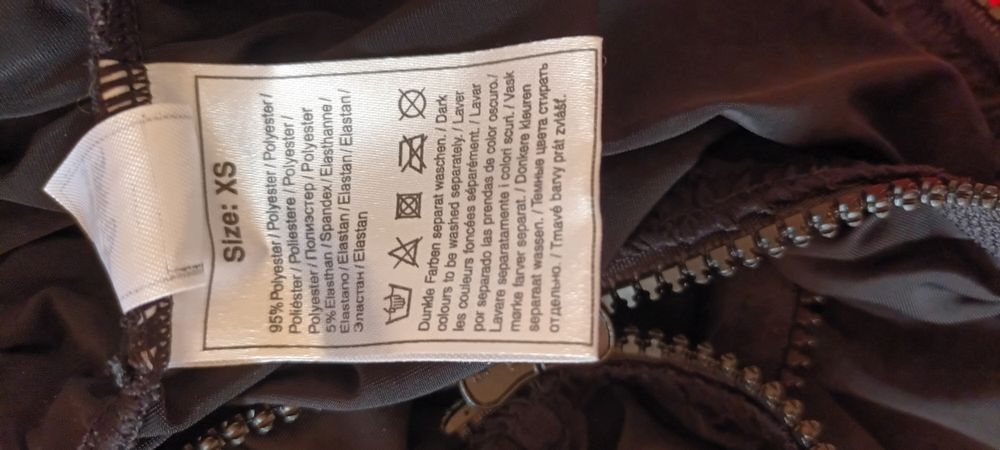 Size: XS
95% Polyester / Polyester / Polyester /
Poliéster / Poliestere / Polyester /
Polyester / Полиэстер / Polyester
5% Elasthan / Spandex / Elasthanne /
Elastano / Elastan / Elastan / Elastan /
Эластан / Elastan
Dunkle Farben separat waschen. / Dark
colours to be washed separately. / Laver
les couleurs foncées séparément. / Lavar
por separado las prendas de color oscuro. /
Lavare separatamente i colori scuri. / Vask
mørke farver separat. / Donkere kleuren
separaat wassen. / Темные цвета стирать
отдельно. / Tmavé barvy prát zvlášť.